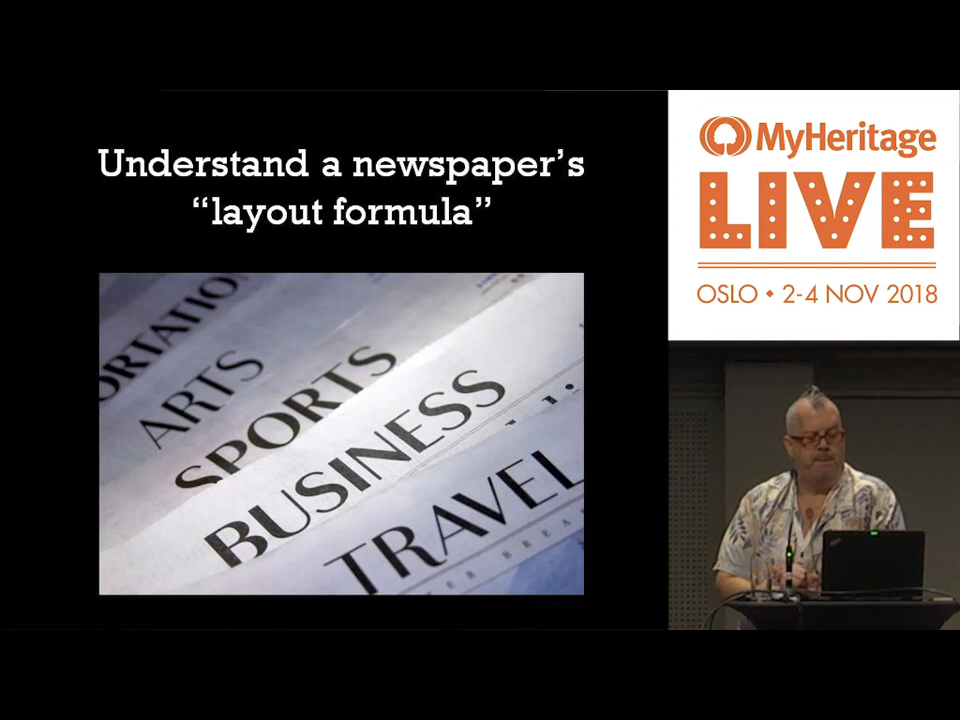 Understand a newspaper’s
“layout formula”
ARTS
SPORTS
BUSINESS
TRAVEL
MyHeritage
LIVE
OSLO • 2-4 NOV 2018